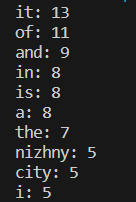 it: 13
of: 11
and: 9
in: 8
is: 8
a: 8
the: 7
nizhny: 5
city: 5
i: 5